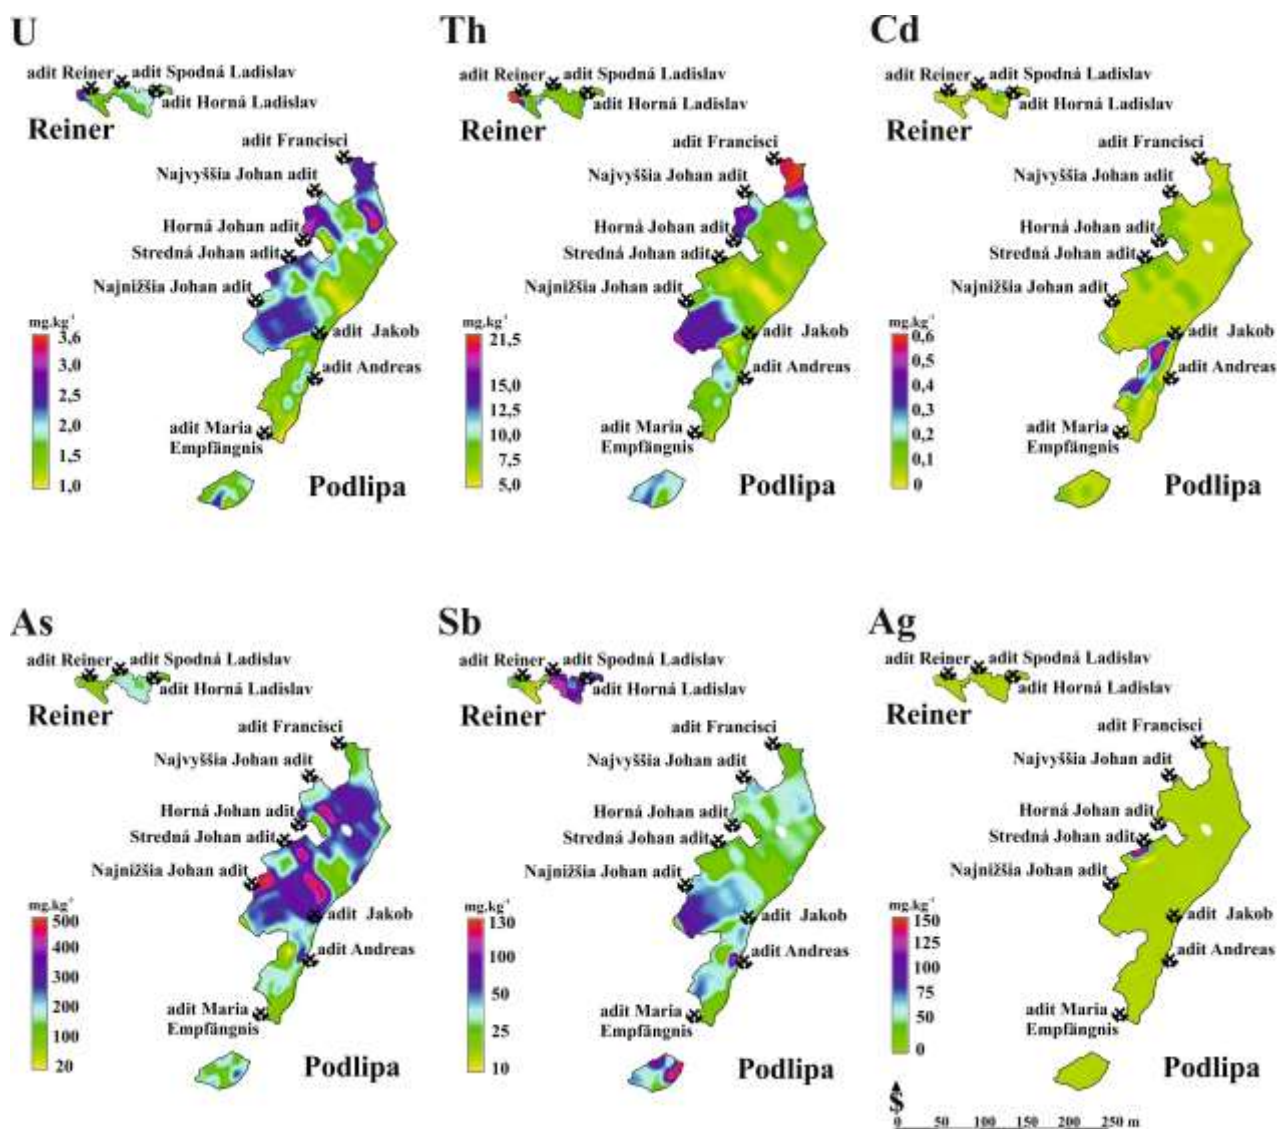 U
adit Reiner
adit Spodná Ladislav
adit Horná Ladislav
Reiner
adit Francisci
Najvyššia Johan adit
Horná Johan adit
Stredná Johan adit
Najnižšia Johan adit
mg.kg⁻¹
3,6
3,0
2,5
2,0
1,5
1,0
adit Jakob
adit Andreas
adit Maria
Empfängnis
Podlipa
Th
adit Reiner
adit Spodná Ladislav
adit Horná Ladislav
Reiner
adit Francisci
Najvyššia Johan adit
Horná Johan adit
Stredná Johan adit
Najnižšia Johan adit
mg.kg⁻¹
21,5
15,0
12,5
10,0
7,5
5,0
adit Jakob
adit Andreas
adit Maria
Empfängnis
Podlipa
Cd
adit Reiner
adit Spodná Ladislav
adit Horná Ladislav
Reiner
adit Francisci
Najvyššia Johan adit
Horná Johan adit
Stredná Johan adit
Najnižšia Johan adit
mg.kg⁻¹
0,6
0,5
0,4
0,3
0,2
0,1
0
adit Jakob
adit Andreas
adit Maria
Empfängnis
Podlipa
As
adit Reiner
adit Spodná Ladislav
adit Horná Ladislav
Reiner
adit Francisci
Najvyššia Johan adit
Horná Johan adit
Stredná Johan adit
Najnižšia Johan adit
mg.kg⁻¹
500
400
300
200
100
20
adit Jakob
adit Andreas
adit Maria
Empfängnis
Podlipa
Sb
adit Reiner
adit Spodná Ladislav
adit Horná Ladislav
Reiner
adit Francisci
Najvyššia Johan adit
Horná Johan adit
Stredná Johan adit
Najnižšia Johan adit
mg.kg⁻¹
130
100
50
25
10
adit Jakob
adit Andreas
adit Maria
Empfängnis
Podlipa
Ag
adit Reiner
adit Spodná Ladislav
adit Horná Ladislav
Reiner
adit Francisci
Najvyššia Johan adit
Horná Johan adit
Stredná Johan adit
Najnižšia Johan adit
mg.kg⁻¹
150
125
100
75
50
0
adit Jakob
adit Andreas
adit Maria
Empfängnis
Podlipa
S
0 50 100 150 200 250 m